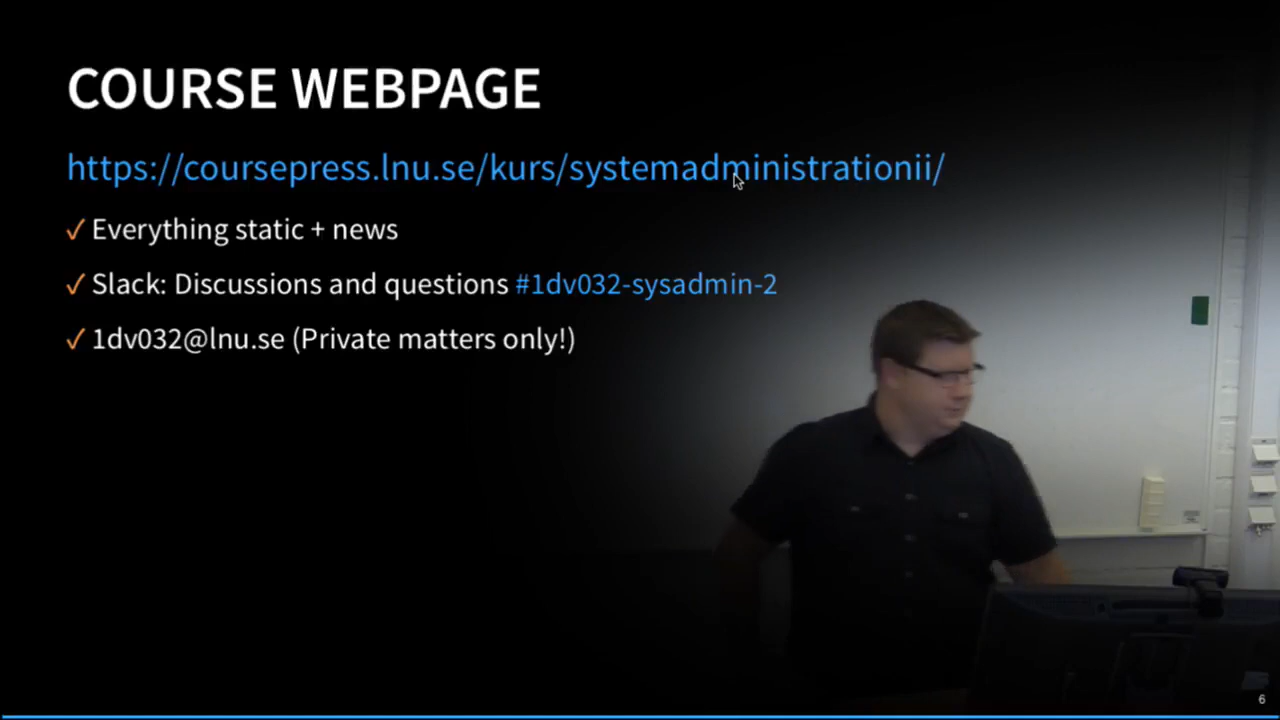 COURSE WEBPAGE
https://coursepress.lnu.se/kurs/systemadministrationii/
✓ Everything static + news
✓ Slack: Discussions and questions #1dv032-sysadmin-2
✓ 1dv032@lnu.se (Private matters only!)
6